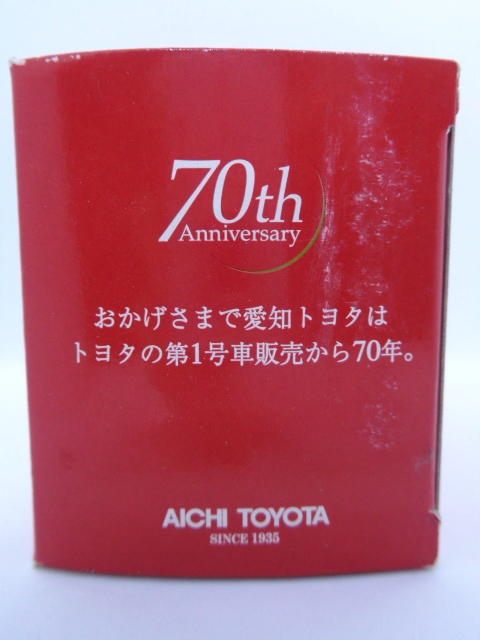 70th
Anniversary
おかげさまで愛知トヨタは
トヨタの第1号車販売から70年。
AICHI TOYOTA
SINCE 1935